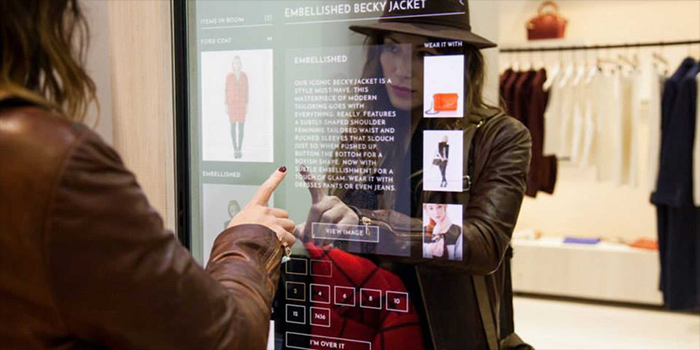 EMBELLISHED BECKY JACKET
ITEMS IN ROOM
TORE COAT
WEAR IT WITH
EMBELLISHED
OUR ICONIC BECKY JACKET IS A
STYLE MUST-HAVE. THIS
MASTERPIECE OF MODERN
TAILORING GOES WITH
EVERYTHING. REALLY. FEATURES
A SUBTLY-SHAPED SHOULDER
FEMININE TAILORED WAIST AND
RUCHED SLEEVES THAT SLOUCH
JUST SO WHEN PUSHED UP.
BUTTON THE BOTTOM FOR A
BOYISH SHAPE. NOW WITH
SUBTLE EMBELLISHMENT FOR A
TOUCH OF GLAM. WEAR IT WITH
DRESSES PANTS OR EVEN JEANS.
EMBELLISHED
VIEW IMAGE
4 6 8 10
12
I'M OVER IT